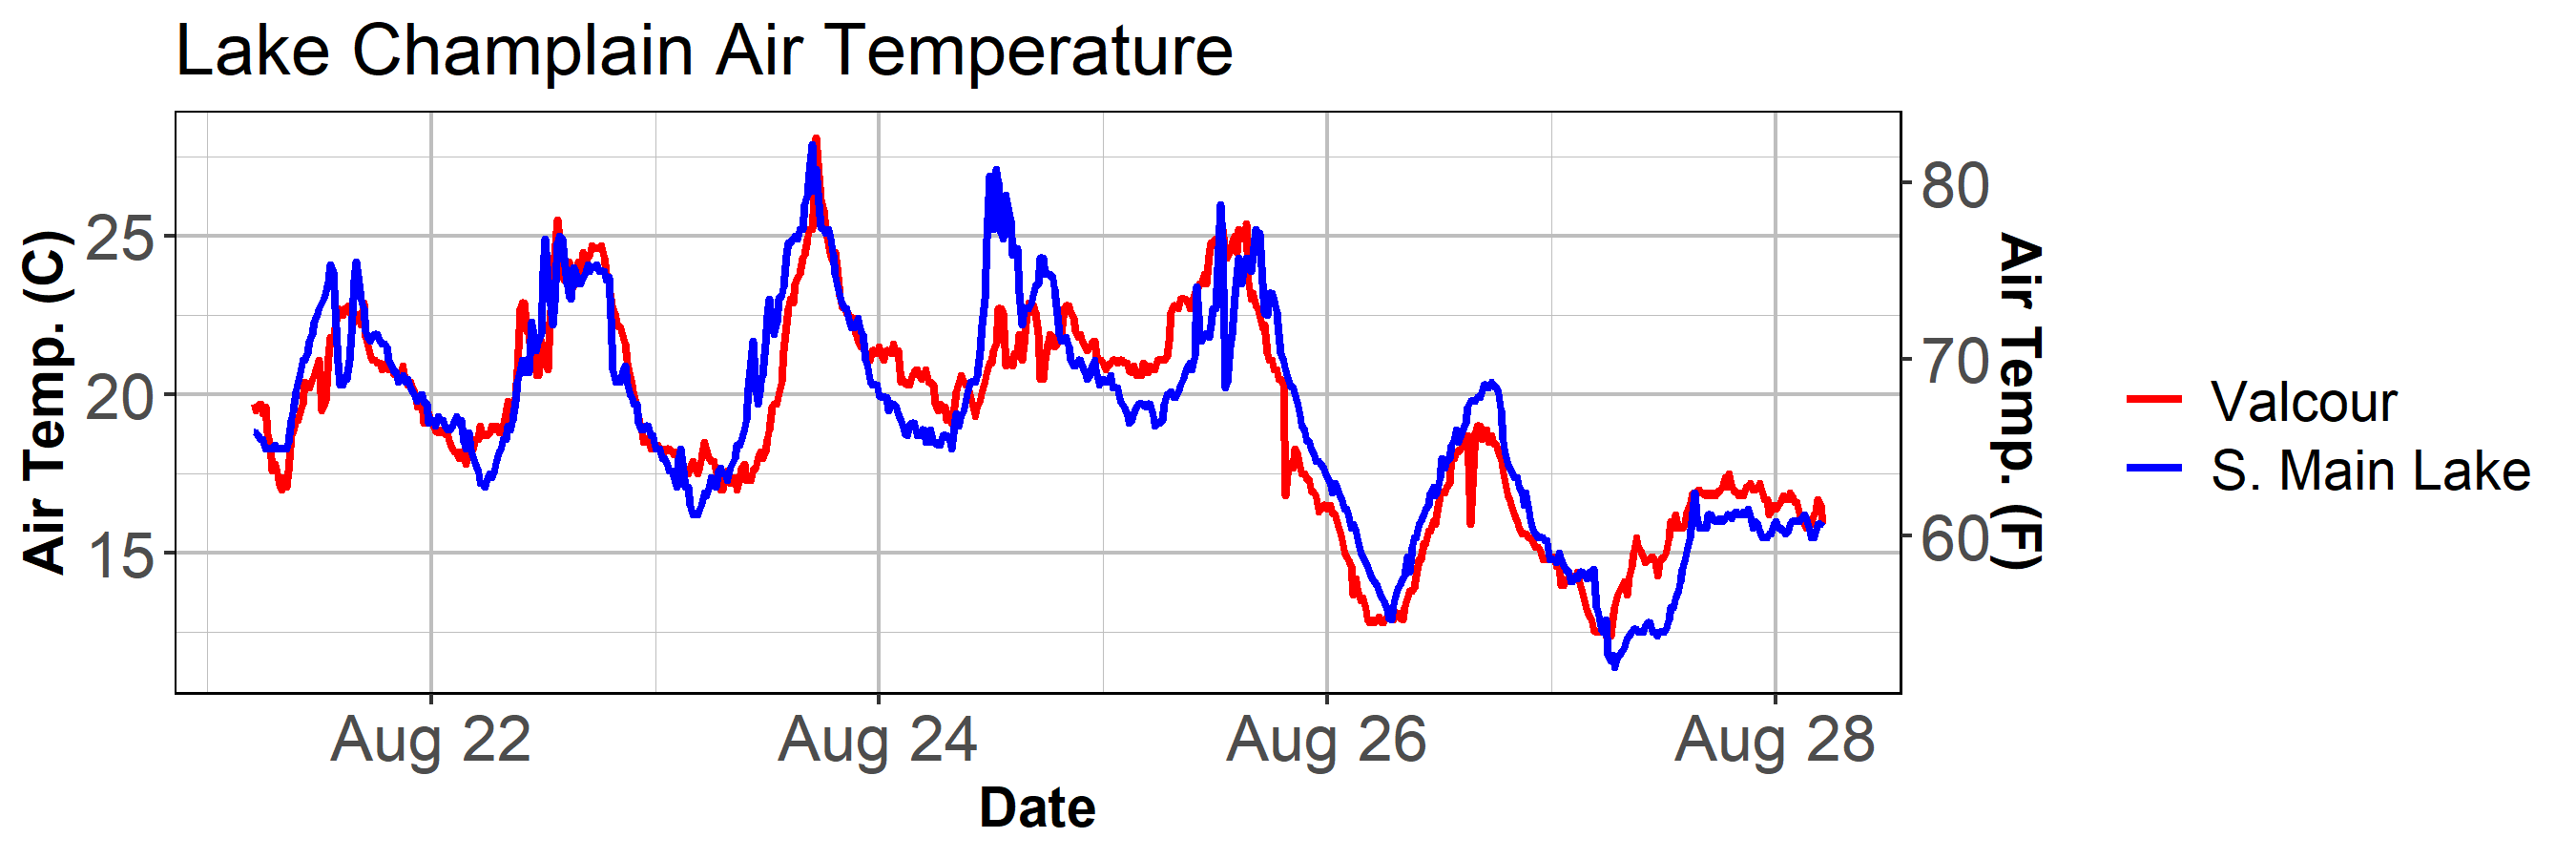 Lake Champlain Air Temperature
Air Temp. (C)
25
20
15
80
70
60
Air Temp. (F)
Aug 22
Aug 24
Aug 26
Aug 28
Date
Valcour
S. Main Lake